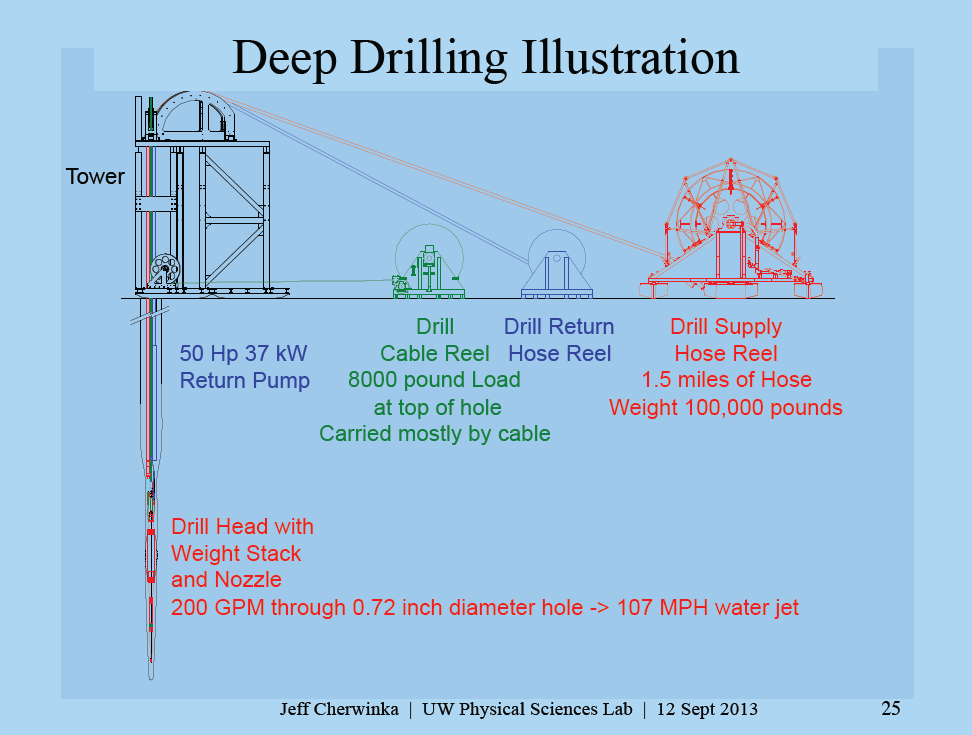 Deep Drilling Illustration
Tower
50 Hp 37 kW
Return Pump
Drill
Cable Reel
8000 pound Load
at top of hole
Carried mostly by cable
Drill Return
Hose Reel
Drill Supply
Hose Reel
1.5 miles of Hose
Weight 100,000 pounds
Drill Head with
Weight Stack
and Nozzle
200 GPM through 0.72 inch diameter hole -> 107 MPH water jet
Jeff Cherwinka | UW Physical Sciences Lab | 12 Sept 2013
25